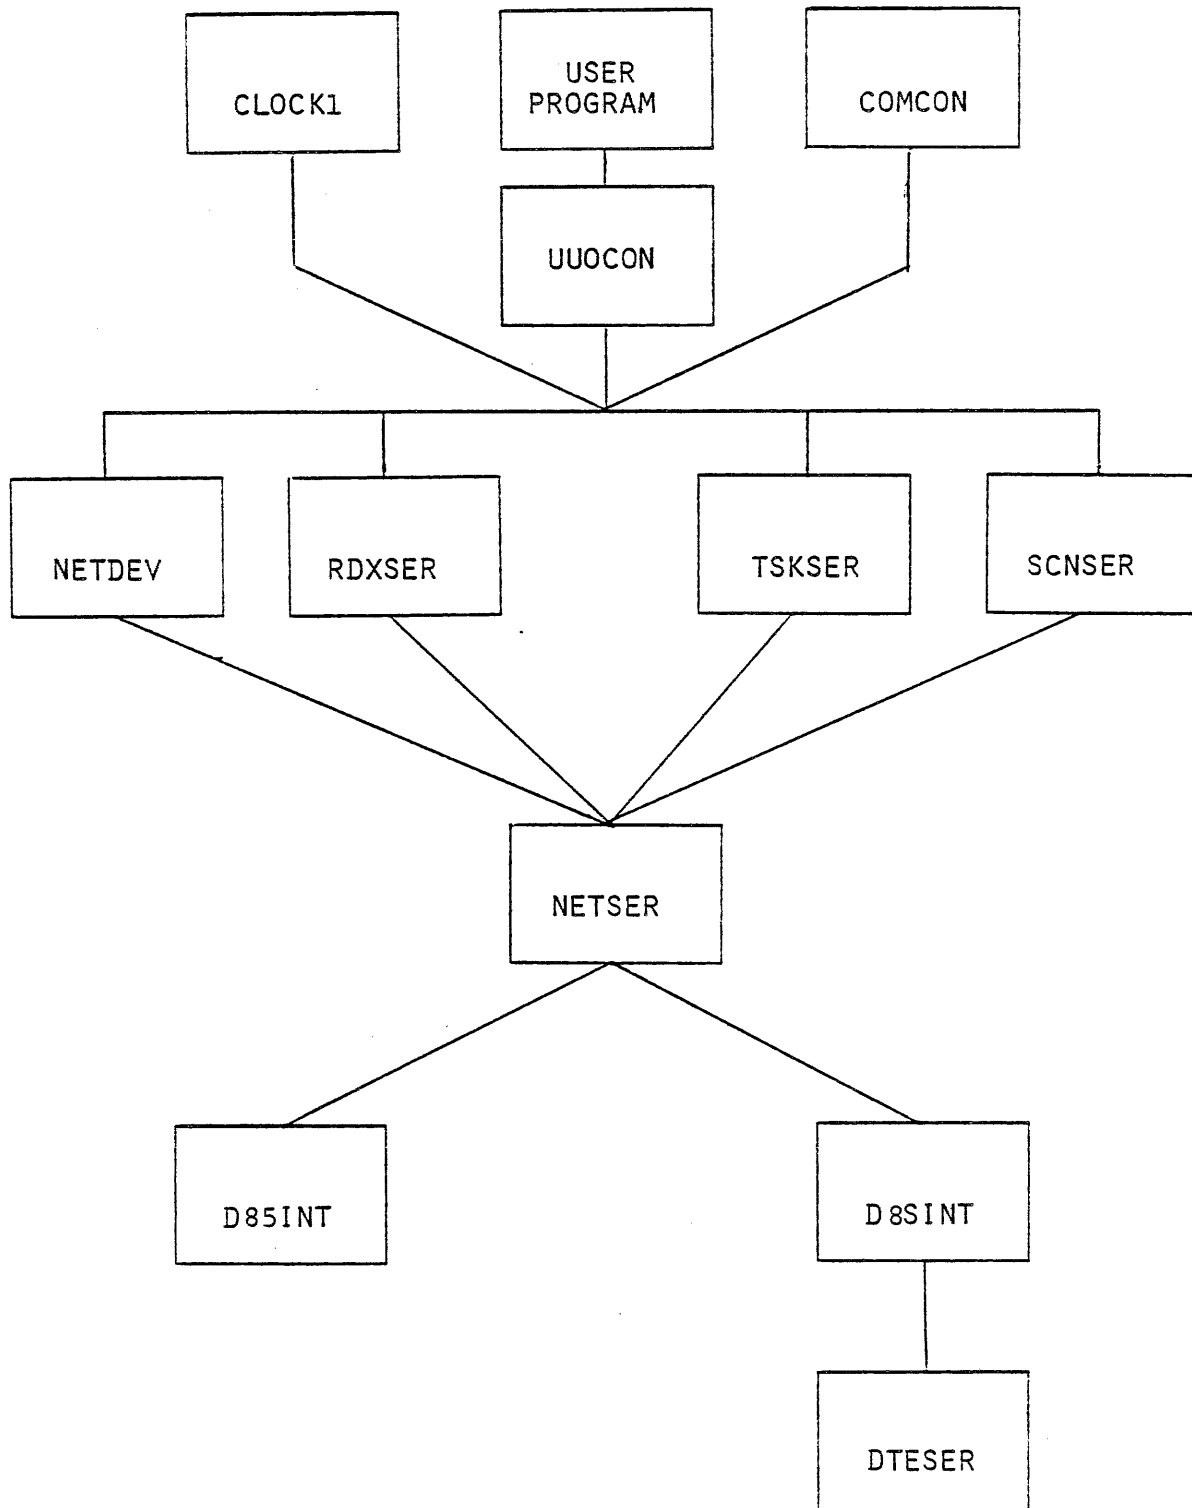 CLOCK1
USER
PROGRAM
COMCON
UUOCON
NETDEV
RDXSER
TSKSER
SCNSER
NETSER
D85INT
D8SINT
DTESER